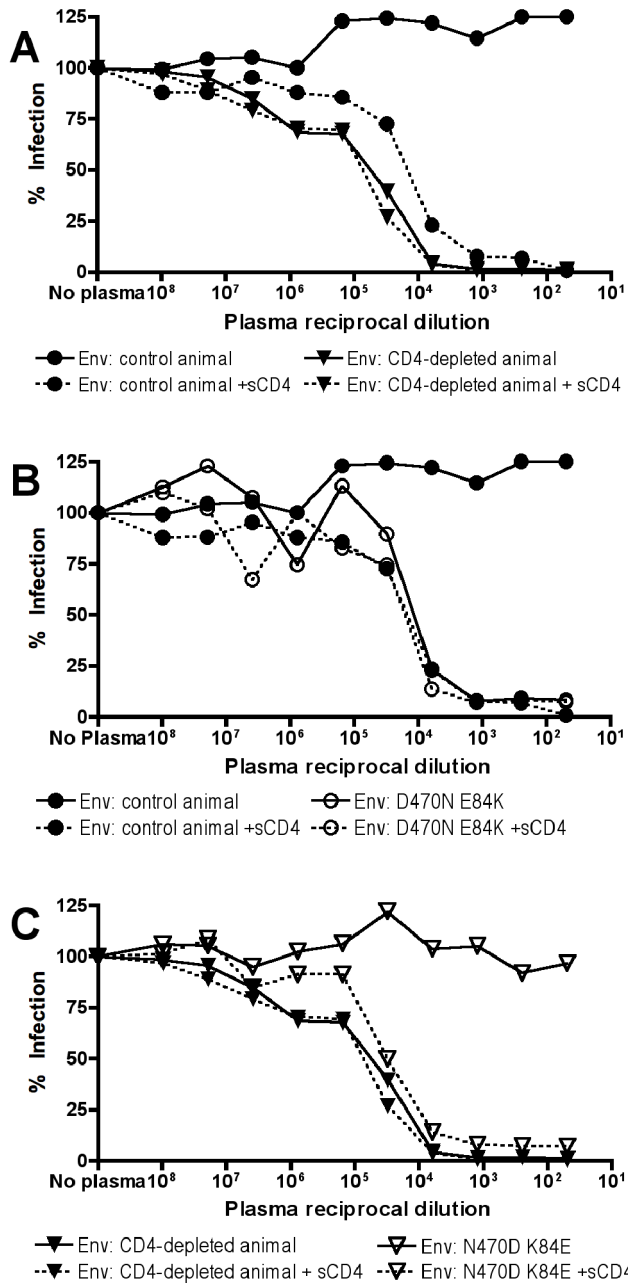 A
% Infection
125
100
75
50
25
0
No plasma 10⁸ 10⁷ 10⁶ 10⁵ 10⁴ 10³ 10² 10¹
Plasma reciprocal dilution
Env: control animal
Env: CD4-depleted animal
Env: control animal +sCD4
Env: CD4-depleted animal + sCD4
B
% Infection
125
100
75
50
25
0
No Plasma 10⁸ 10⁷ 10⁶ 10⁵ 10⁴ 10³ 10² 10¹
Plasma reciprocal dilution
Env: control animal
Env: D470N E84K
Env: control animal +sCD4
Env: D470N E84K +sCD4
C
% Infection
125
100
75
50
25
0
No plasma 10⁸ 10⁷ 10⁶ 10⁵ 10⁴ 10³ 10² 10¹
Plasma reciprocal dilution
Env: CD4-depleted animal
Env: N470D K84E
Env: CD4-depleted animal + sCD4
Env: N470D K84E +sCD4